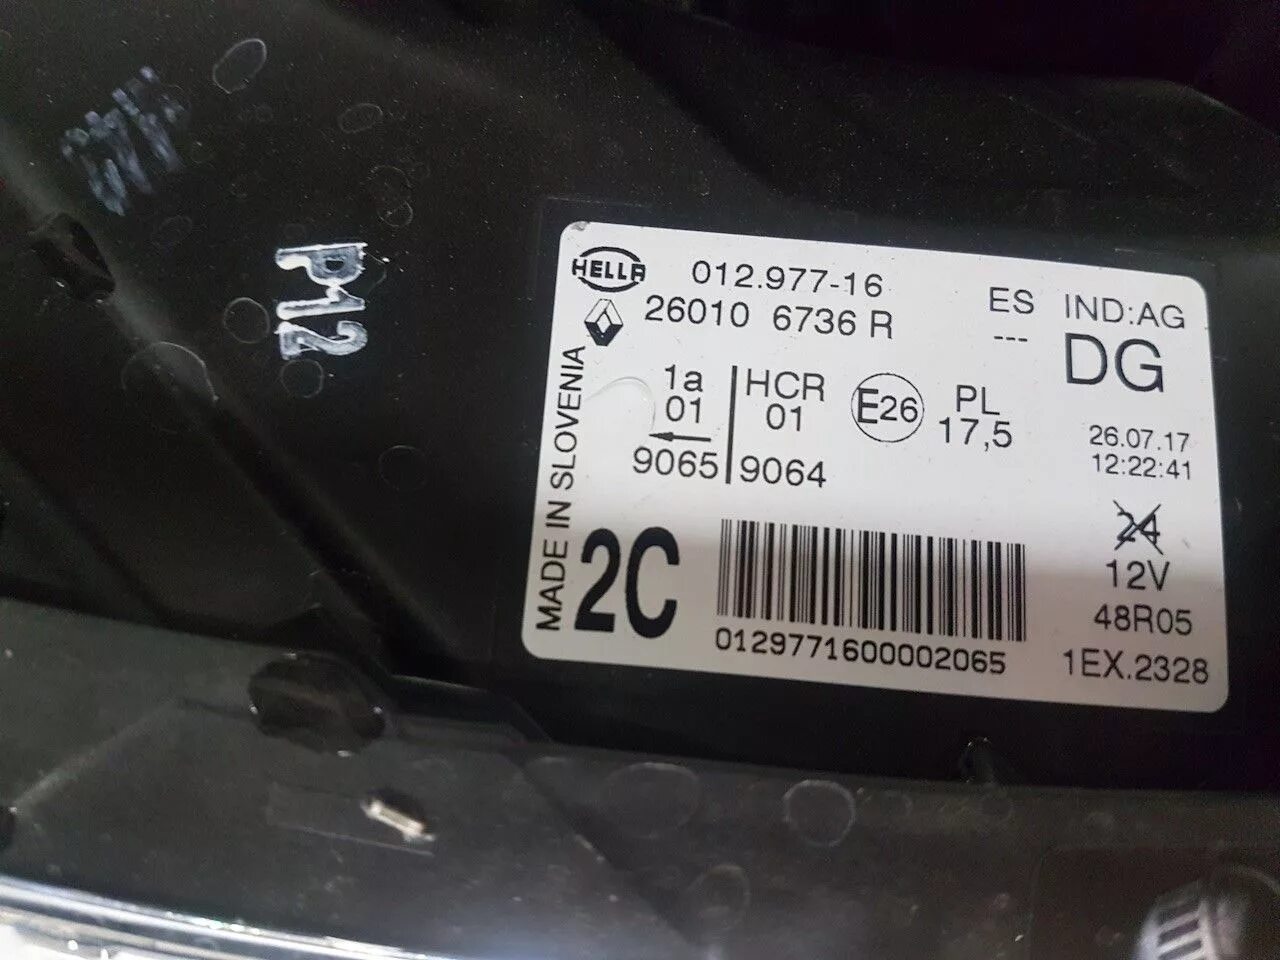 P12
HELLA 012.977-16
26010 6736 R
ES IND:AG
--- DG
1a HCR E26 PL
01 01 17,5
9065 9064
26.07.17
12:22:41
MADE IN SLOVENIA
2C
24
12V
48R05
0129771600002065
1EX.2328